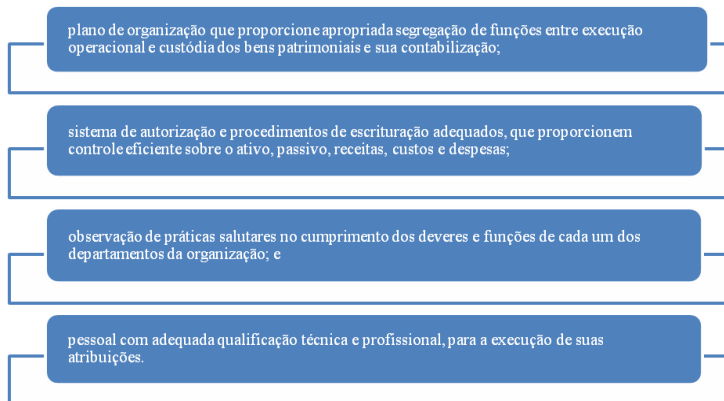 plano de organização que proporcione apropriada segregação de funções entre execução
operacional e custódia dos bens patrimoniais e sua contabilização;
sistema de autorização e procedimentos de escrituração adequados, que proporcionem
controle eficiente sobre o ativo, passivo, receitas, custos e despesas;
observação de práticas salutares no cumprimento dos deveres e funções de cada um dos
departamentos da organização; e
pessoal com adequada qualificação técnica e profissional, para a execução de suas
atribuições.